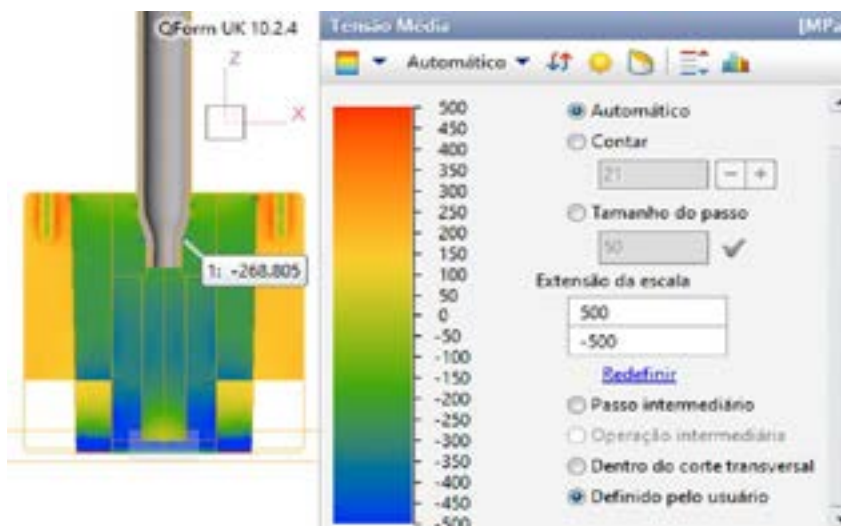 QForm UK 10.2.4
Z
X
1: -268.805
Tensão Média [MPa
Automático
500
450
400
350
300
250
200
150
100
50
0
-50
-100
-150
-200
-250
-300
-350
-400
-450
-500
Automático
Contar
21
Tamanho do passo
50
Extensão da escala
500
-500
Redefinir
Passo intermediário
Operação intermediária
Dentro do corte transversal
Definido pelo usuário